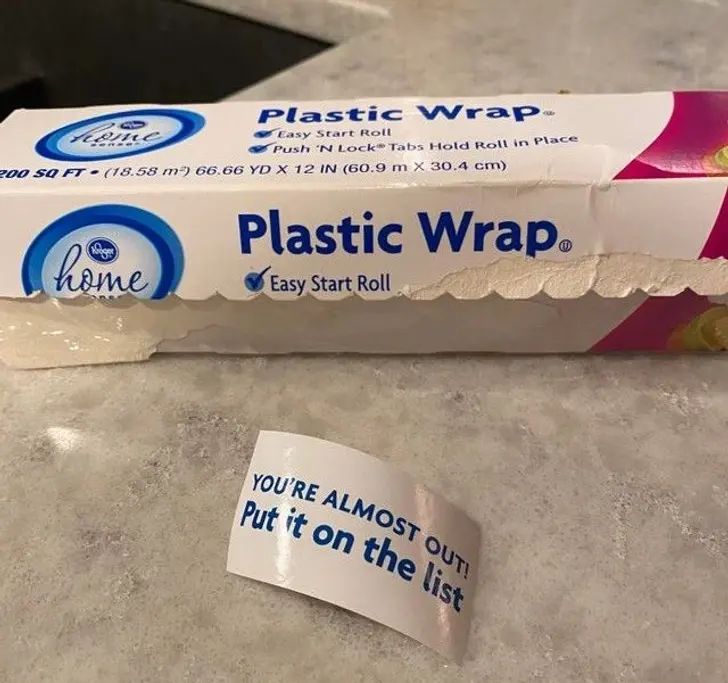 Kroger
home
sense
Plastic Wrap
Easy Start Roll
Push 'N Lock® Tabs Hold Roll in Place
200 SQ FT • (18.58 m²) 66.66 YD X 12 IN (60.9 m X 30.4 cm)
Kroger
home
Plastic Wrap
Easy Start Roll
YOU'RE ALMOST OUT!
Put it on the list